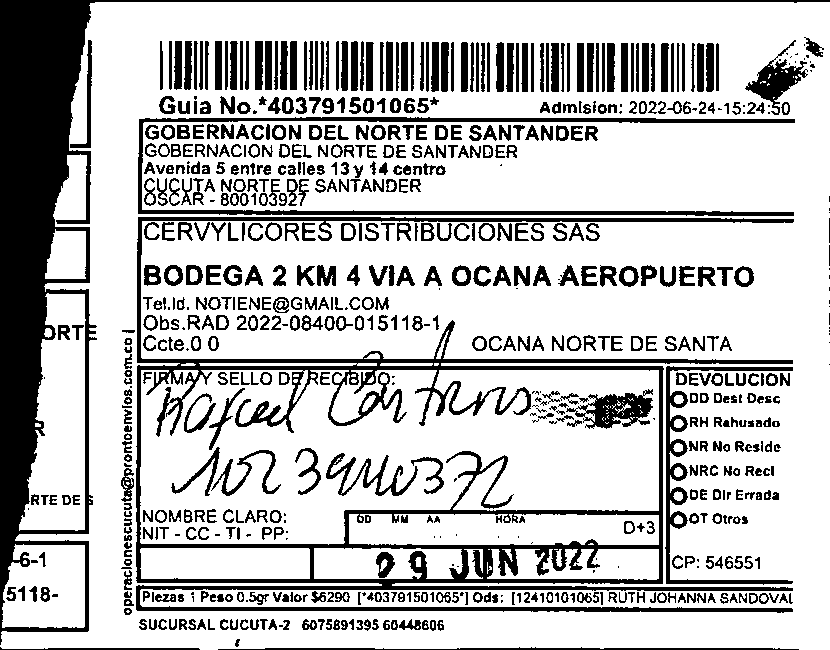 Guia No.*403791501065*
Admision: 2022-06-24-15:24:50
GOBERNACION DEL NORTE DE SANTANDER
GOBERNACION DEL NORTE DE SANTANDER
Avenida 5 entre calles 13 y 14 centro
CUCUTA NORTE DE SANTANDER
OSCAR - 800103927
CERVYLICORES DISTRIBUCIONES SAS
BODEGA 2 KM 4 VIA A OCANA AEROPUERTO
Tel.Id. NOTIENE@GMAIL.COM
Obs.RAD 2022-08400-015118-1
Ccte.0 0
OCANA NORTE DE SANTA
FIRMA Y SELLO DE RECIBIDO:
Rafael Contreras
NOMBRE CLARO:
NIT - CC - TI - PP:
DD MM AA HORA
D+3
29 JUN 2022
DEVOLUCION
DD Dest Desc
RH Rahusado
NR No Reside
NRC No Recl
DE Dir Errada
OT Otros
CP: 546551
Piezas 1 Peso 0.5gr Valor $6290 [*403791501065*] Ods: [12410101065] RUTH JOHANNA SANDOVAL
SUCURSAL CUCUTA-2 6075891395 60448606
operacionescucuta@prontoenvios.com.co |
ORTE
R
RTE DE S
-6-1
5118-